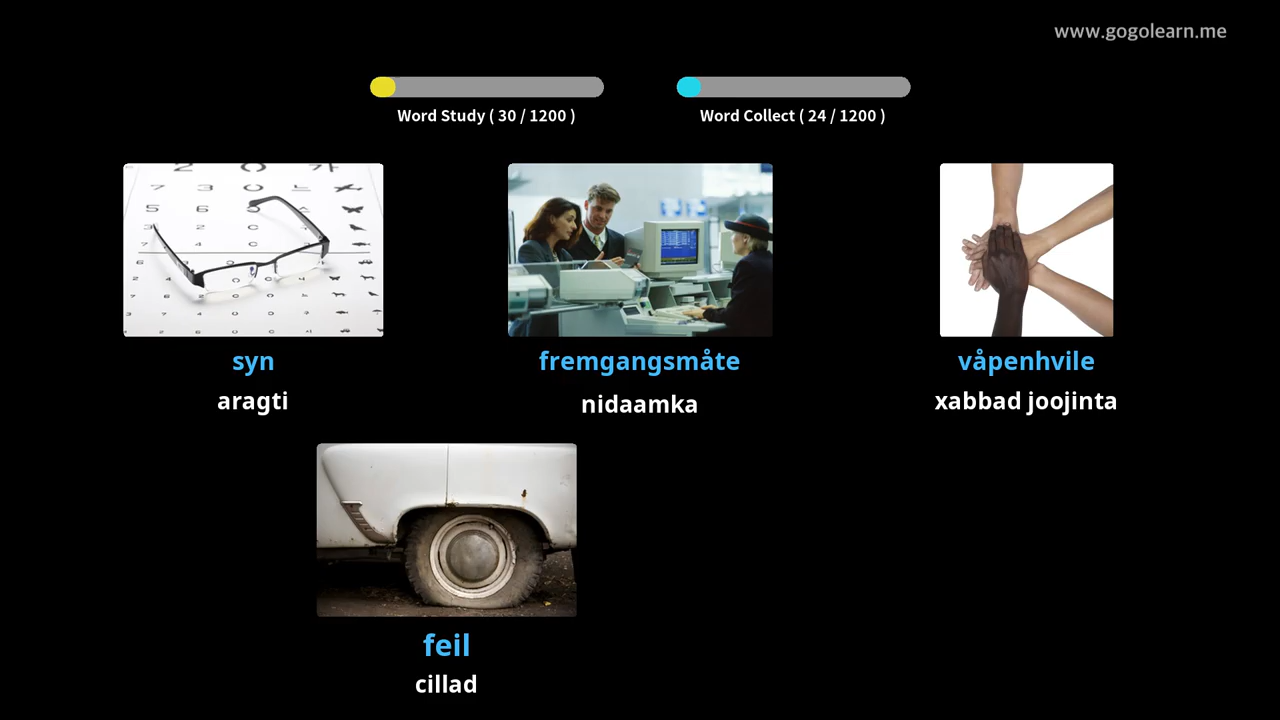 www.gogolearn.me
Word Study ( 30 / 1200 )
Word Collect ( 24 / 1200 )
syn
fremgangsmåte
våpenhvile
aragti
nidaamka
xabbad joojinta
feil
cillad